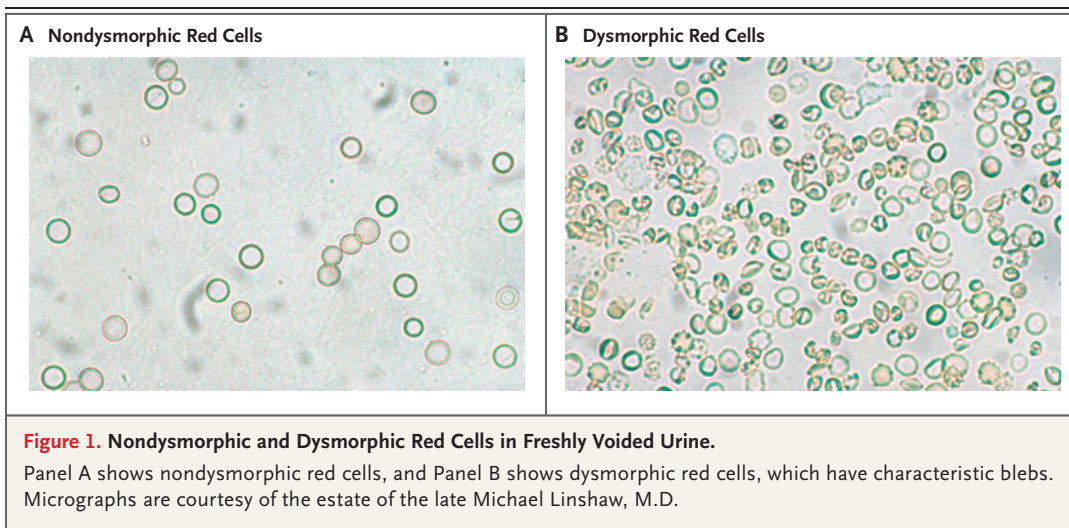 A Nondysmorphic Red Cells
B Dysmorphic Red Cells
Figure 1. Nondysmorphic and Dysmorphic Red Cells in Freshly Voided Urine.
Panel A shows nondysmorphic red cells, and Panel B shows dysmorphic red cells, which have characteristic blebs.
Micrographs are courtesy of the estate of the late Michael Linshaw, M.D.